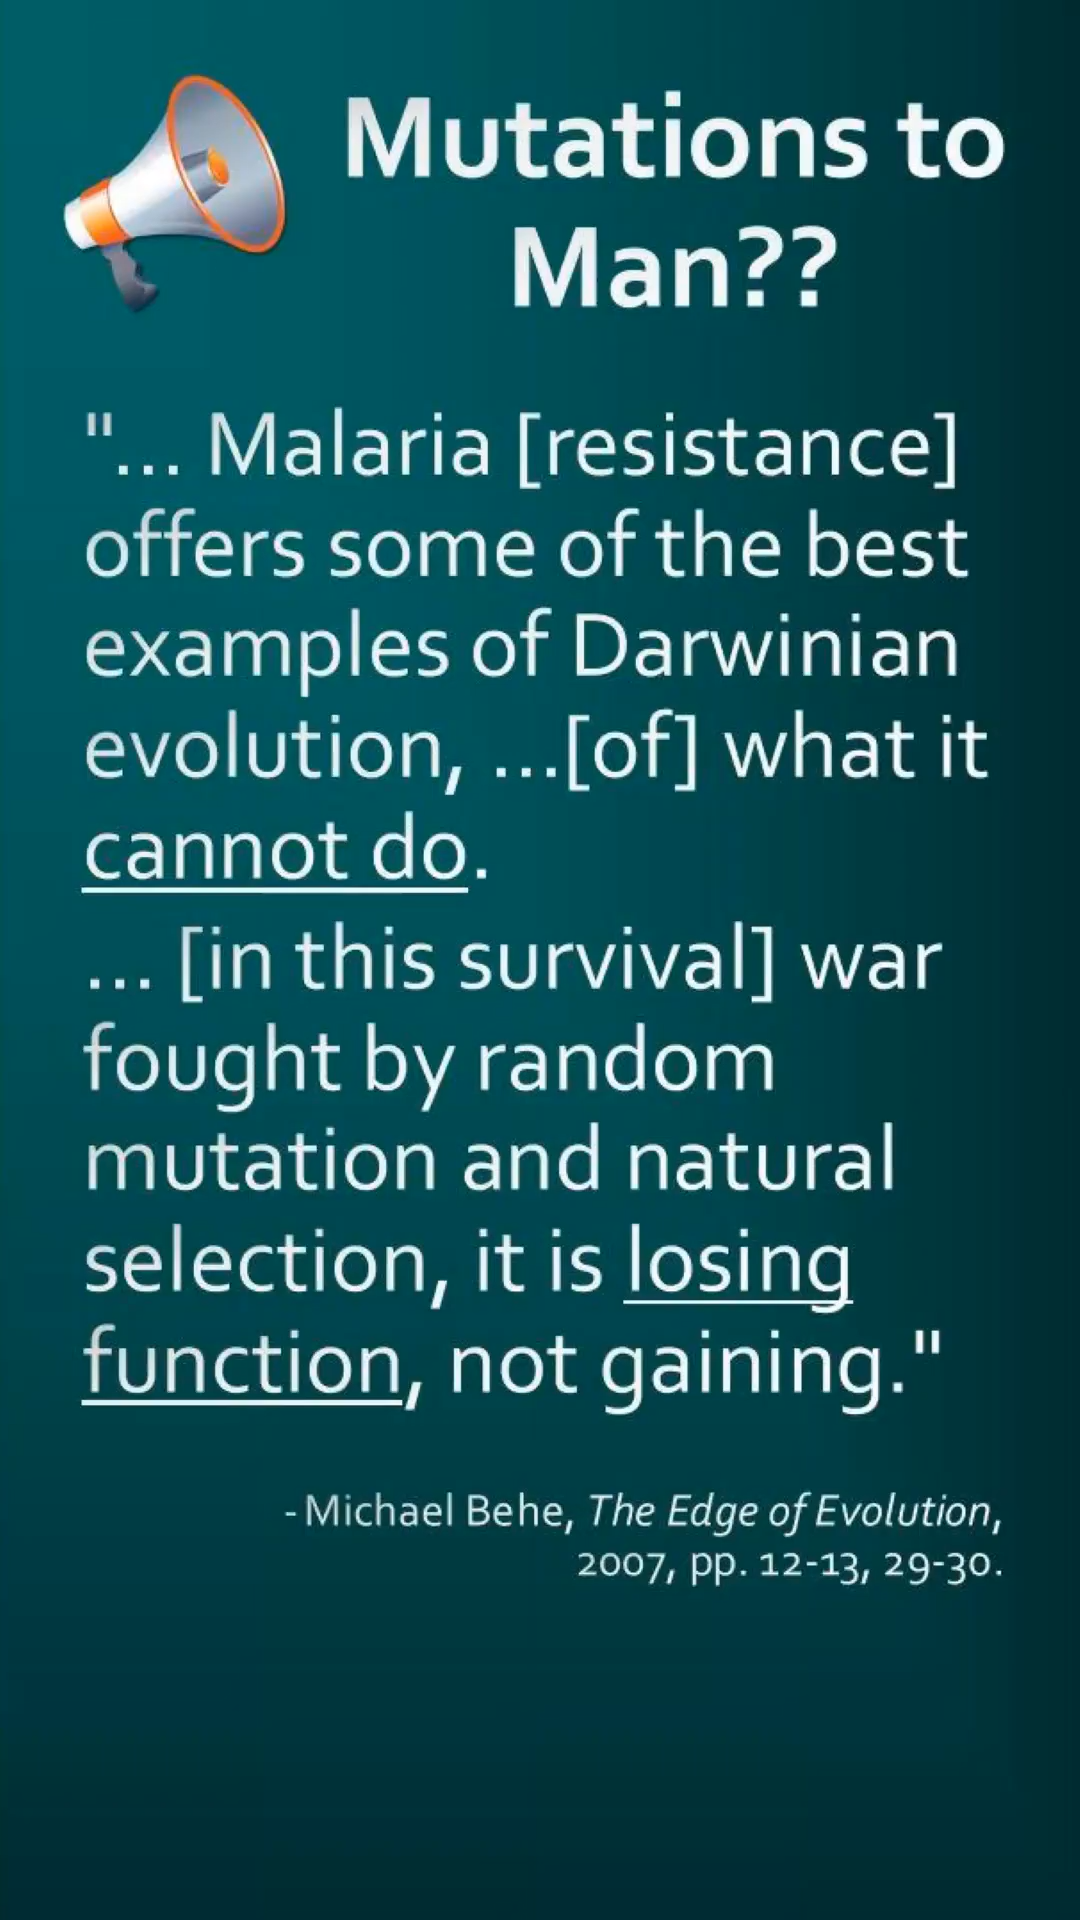 Mutations to
Man??
"... Malaria [resistance]
offers some of the best
examples of Darwinian
evolution, ...[of] what it
cannot do.
... [in this survival] war
fought by random
mutation and natural
selection, it is losing
function, not gaining."
- Michael Behe, The Edge of Evolution,
2007, pp. 12-13, 29-30.